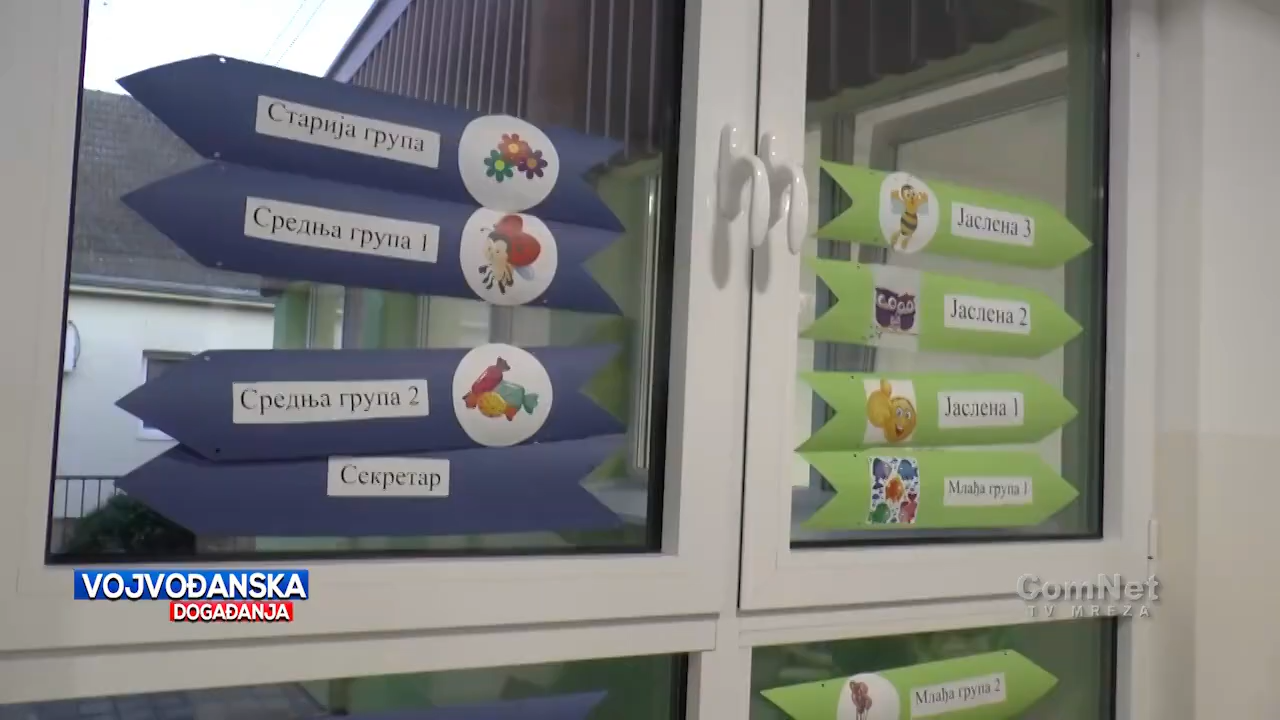 Старија група
Средња група 1
Средња група 2
Секретар
Јаслена 3
Јаслена 2
Јаслена 1
Млађа група 1
Млађа група 2
VOJVOĐANSKA
DOGAĐANJA
ComNet
TV MREZA